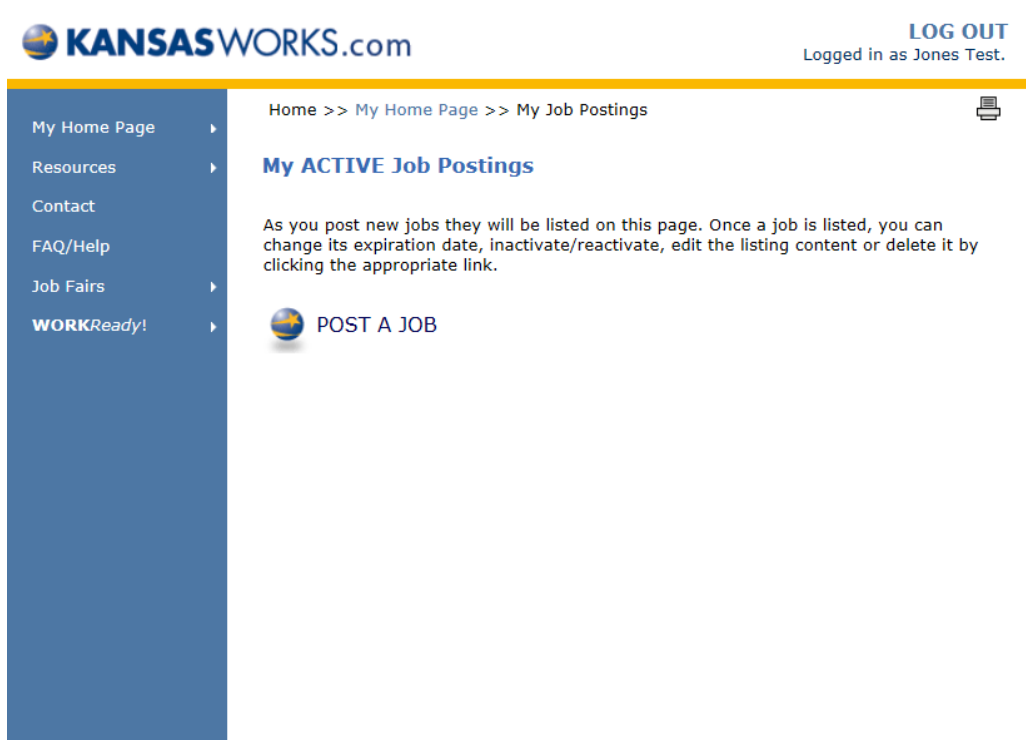 KANSASWORKS.com
LOG OUT
Logged in as Jones Test.
My Home Page
Resources
Contact
FAQ/Help
Job Fairs
WORKReady!
Home >> My Home Page >> My Job Postings
My ACTIVE Job Postings
As you post new jobs they will be listed on this page. Once a job is listed, you can
change its expiration date, inactivate/reactivate, edit the listing content or delete it by
clicking the appropriate link.
POST A JOB